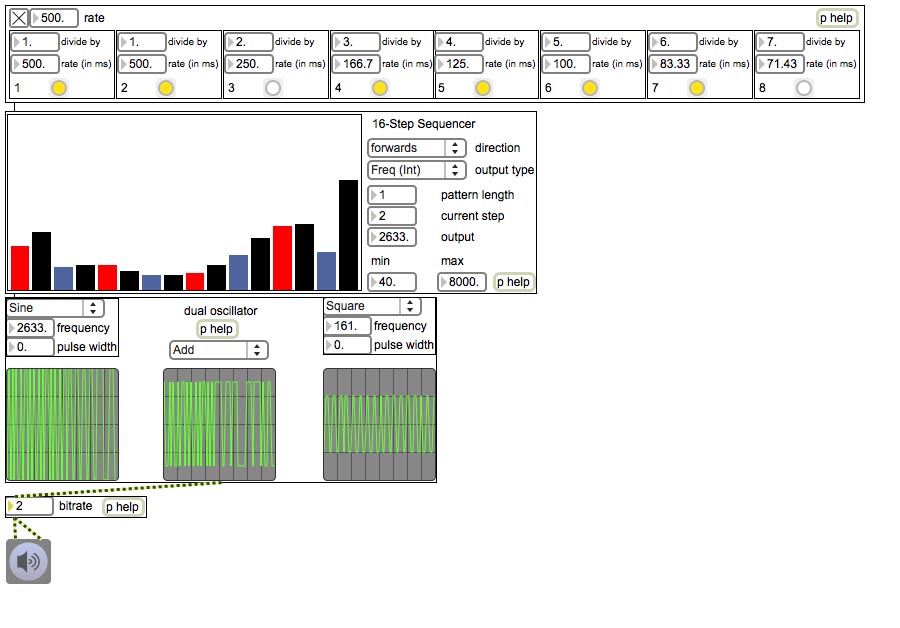 500. rate p help
1. divide by 1. divide by 2. divide by 3. divide by 4. divide by 5. divide by 6. divide by 7. divide by
500. rate (in ms) 500. rate (in ms) 250. rate (in ms) 166.7 rate (in ms) 125. rate (in ms) 100. rate (in ms) 83.33 rate (in ms) 71.43 rate (in ms)
1 2 3 4 5 6 7 8
16-Step Sequencer
forwards direction
Freq (Int) output type
1 pattern length
2 current step
2633. output
min max
40. 8000. p help
Sine
2633. frequency
0. pulse width
dual oscillator
p help
Add
Square
161. frequency
0. pulse width
2 bitrate p help